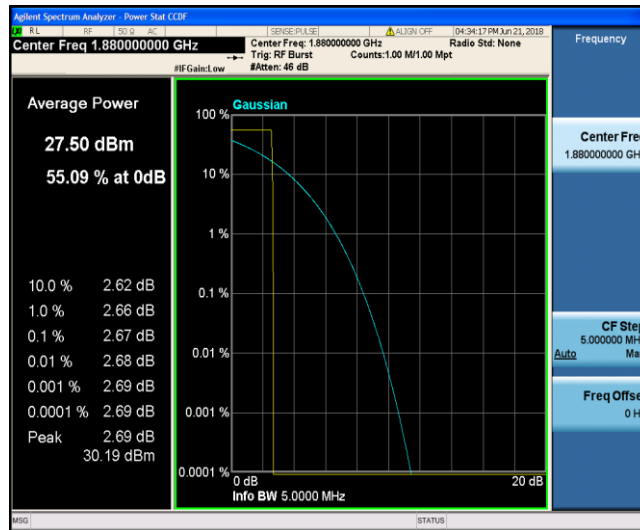 Agilent Spectrum Analyzer - Power Stat CCDF
RL RF 50 Ω AC SENSE:PULSE ALIGN OFF 04:34:17 PM Jun 21, 2018
Center Freq 1.880000000 GHz
Center Freq: 1.880000000 GHz Radio Std: None
Trig: RF Burst Counts:1.00 M/1.00 Mpt
#IFGain:Low #Atten: 46 dB
Frequency
Average Power
27.50 dBm
55.09 % at 0dB
10.0 % 2.62 dB
1.0 % 2.66 dB
0.1 % 2.67 dB
0.01 % 2.68 dB
0.001 % 2.69 dB
0.0001 % 2.69 dB
Peak 2.69 dB
30.19 dBm
Gaussian
100 %
10 %
1 %
0.1 %
0.01 %
0.001 %
0.0001 %
0 dB 20 dB
Info BW 5.0000 MHz
Center Fre
1.880000000 GH
CF Step
5.000000 MH
Auto Ma
Freq Offse
0 H
MSG STATUS